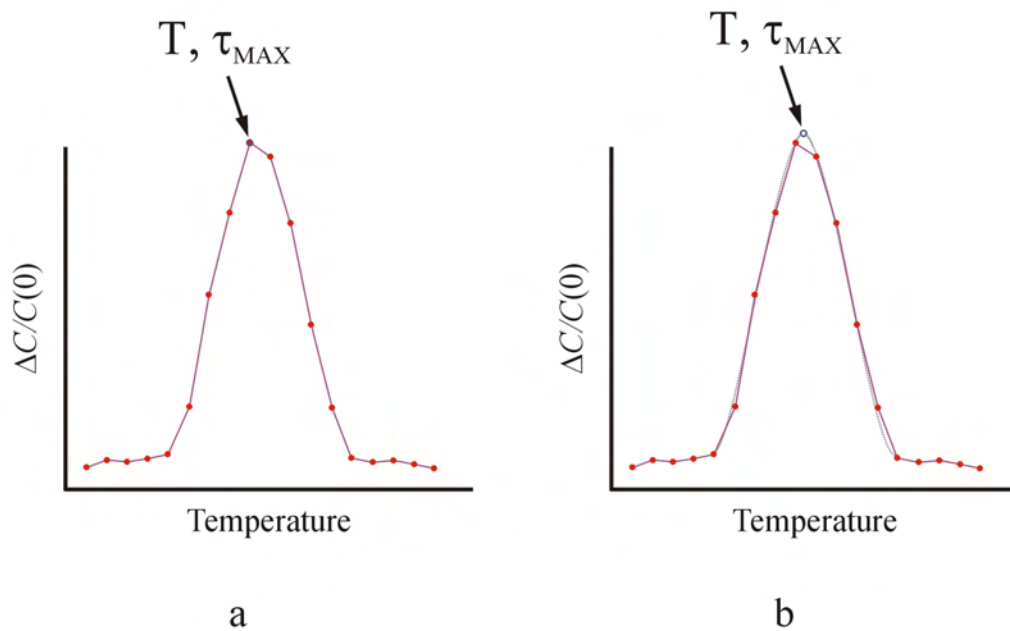 T, τMAX
ΔC/C(0)
Temperature
a
T, τMAX
ΔC/C(0)
Temperature
b